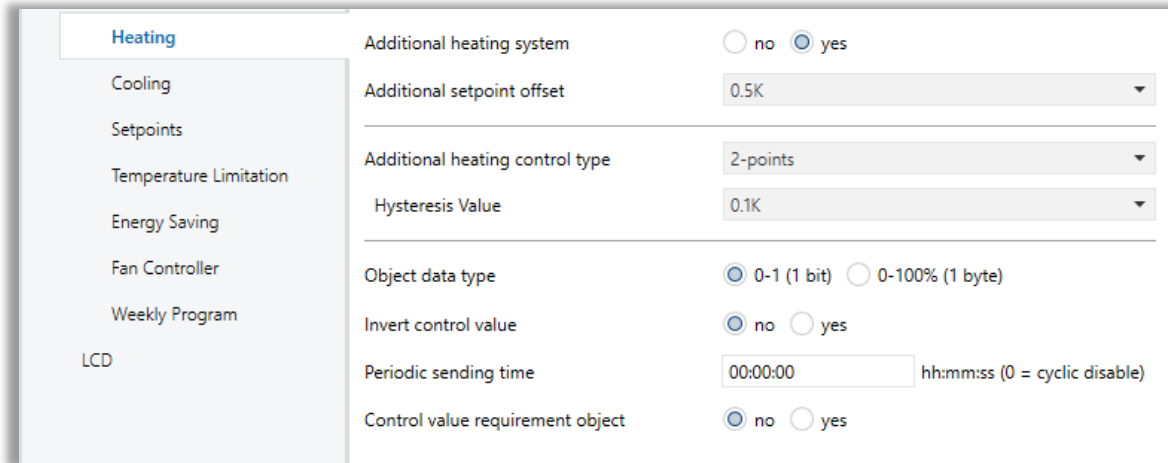 Heating
Cooling
Setpoints
Temperature Limitation
Energy Saving
Fan Controller
Weekly Program
LCD
Additional heating system no yes
Additional setpoint offset 0.5K
Additional heating control type 2-points
Hysteresis Value 0.1K
Object data type 0-1 (1 bit) 0-100% (1 byte)
Invert control value no yes
Periodic sending time 00:00:00 hh:mm:ss (0 = cyclic disable)
Control value requirement object no yes